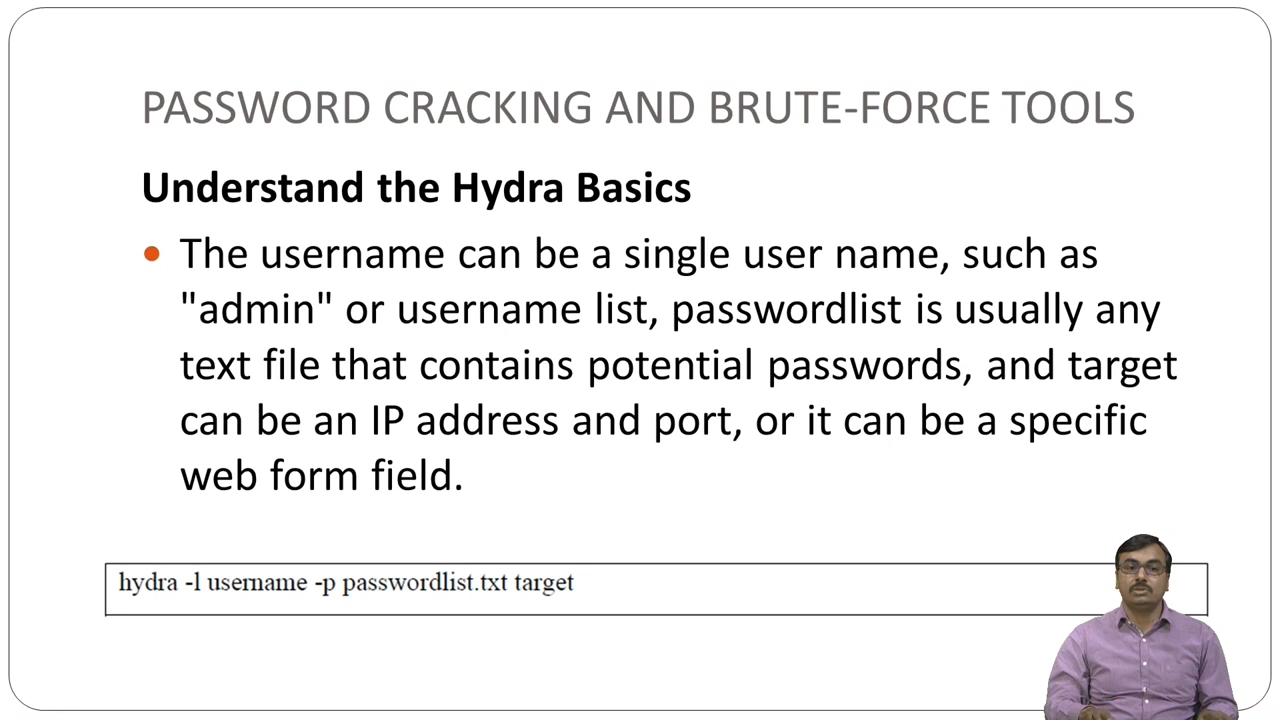 PASSWORD CRACKING AND BRUTE-FORCE TOOLS
Understand the Hydra Basics
• The username can be a single user name, such as
"admin" or username list, passwordlist is usually any
text file that contains potential passwords, and target
can be an IP address and port, or it can be a specific
web form field.
hydra -l username -p passwordlist.txt target